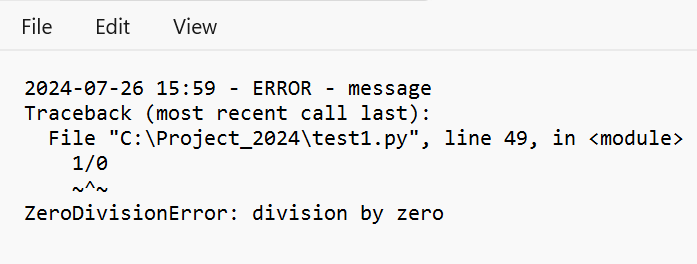 File Edit View
2024-07-26 15:59 - ERROR - message
Traceback (most recent call last):
  File "C:\Project_2024\test1.py", line 49, in <module>
    1/0
    ~^~
ZeroDivisionError: division by zero